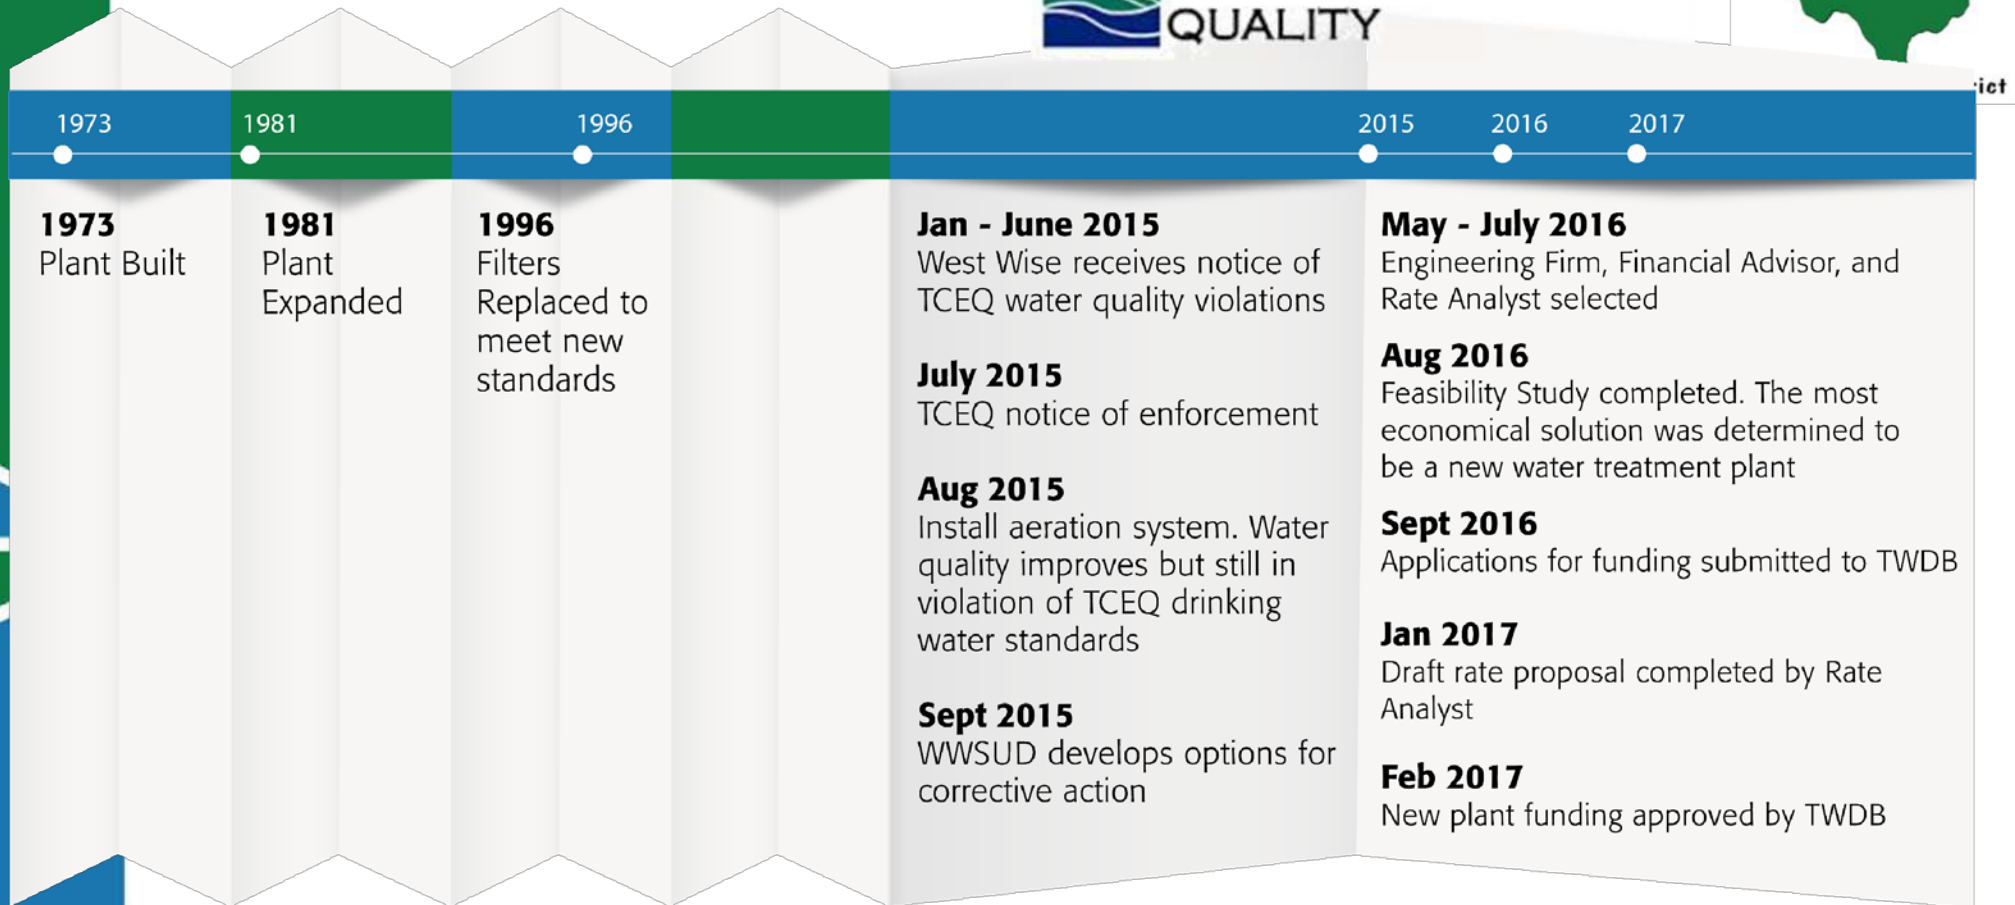 QUALITY
ict
1973
1981
1996
2015
2016
2017
1973
Plant Built
1981
Plant
Expanded
1996
Filters
Replaced to
meet new
standards
Jan - June 2015
West Wise receives notice of
TCEQ water quality violations
July 2015
TCEQ notice of enforcement
Aug 2015
Install aeration system. Water
quality improves but still in
violation of TCEQ drinking
water standards
Sept 2015
WWSUD develops options for
corrective action
May - July 2016
Engineering Firm, Financial Advisor, and
Rate Analyst selected
Aug 2016
Feasibility Study completed. The most
economical solution was determined to
be a new water treatment plant
Sept 2016
Applications for funding submitted to TWDB
Jan 2017
Draft rate proposal completed by Rate
Analyst
Feb 2017
New plant funding approved by TWDB